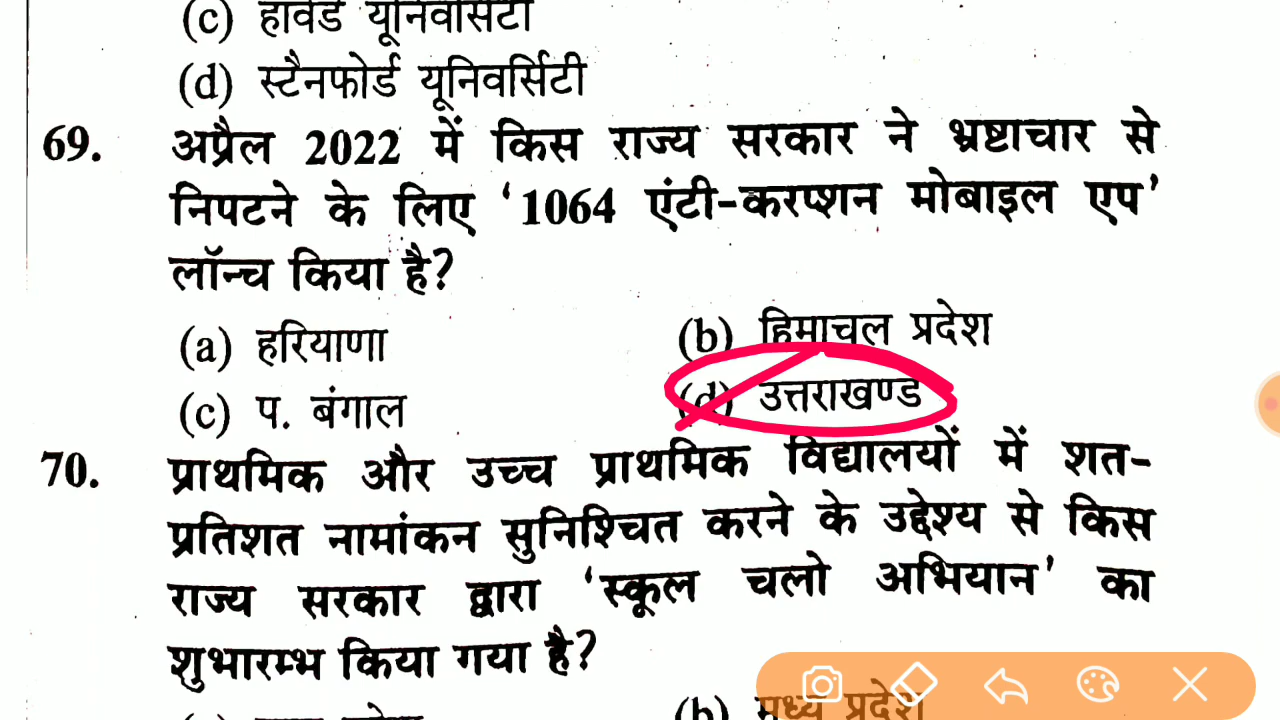 (c) हार्वर्ड यूनिवर्सिटी
(d) स्टैनफोर्ड यूनिवर्सिटी
69. अप्रैल 2022 में किस राज्य सरकार ने भ्रष्टाचार से
निपटने के लिए ‘1064 एंटी-करप्शन मोबाइल एप’
लॉन्च किया है?
(a) हरियाणा (b) हिमाचल प्रदेश
(c) प. बंगाल (d) उत्तराखण्ड
70. प्राथमिक और उच्च प्राथमिक विद्यालयों में शत-
प्रतिशत नामांकन सुनिश्चित करने के उद्देश्य से किस
राज्य सरकार द्वारा ‘स्कूल चलो अभियान’ का
शुभारम्भ किया गया है?
(b) मध्य प्रदेश